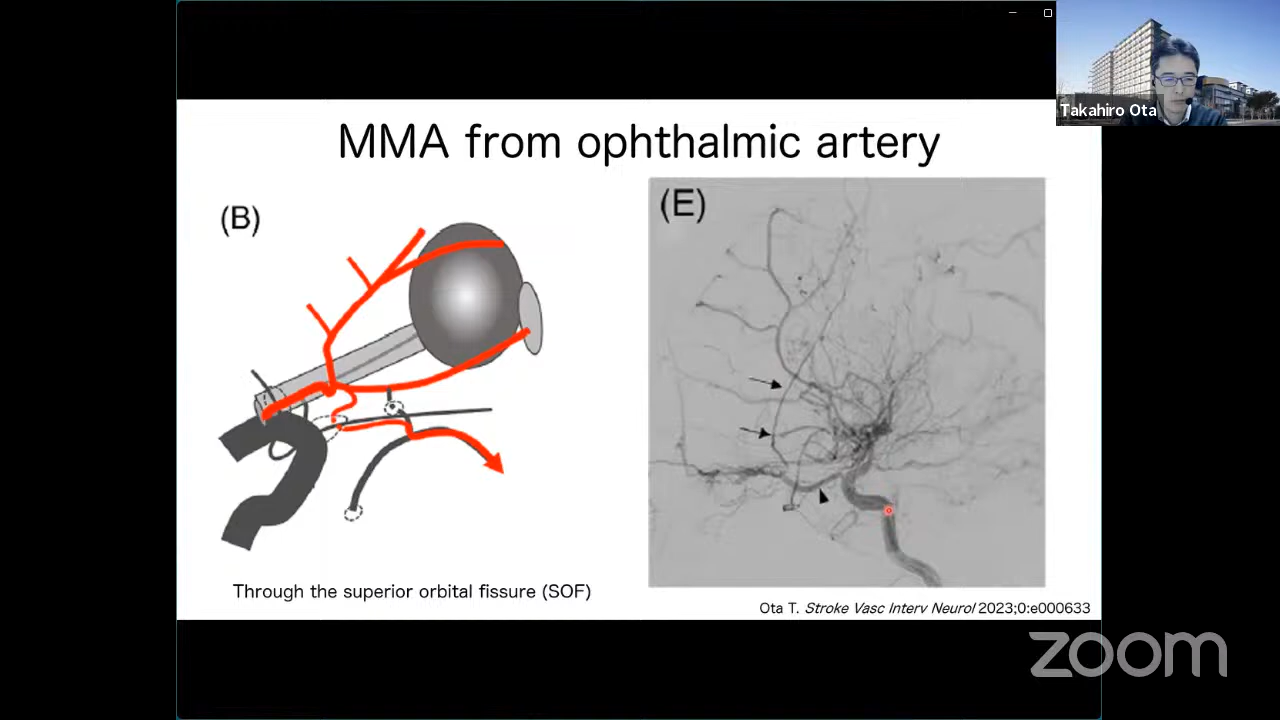 Takahiro Ota
MMA from ophthalmic artery
(B)
(E)
Through the superior orbital fissure (SOF)
Ota T. Stroke Vasc Interv Neurol 2023;0:e000633
zoom